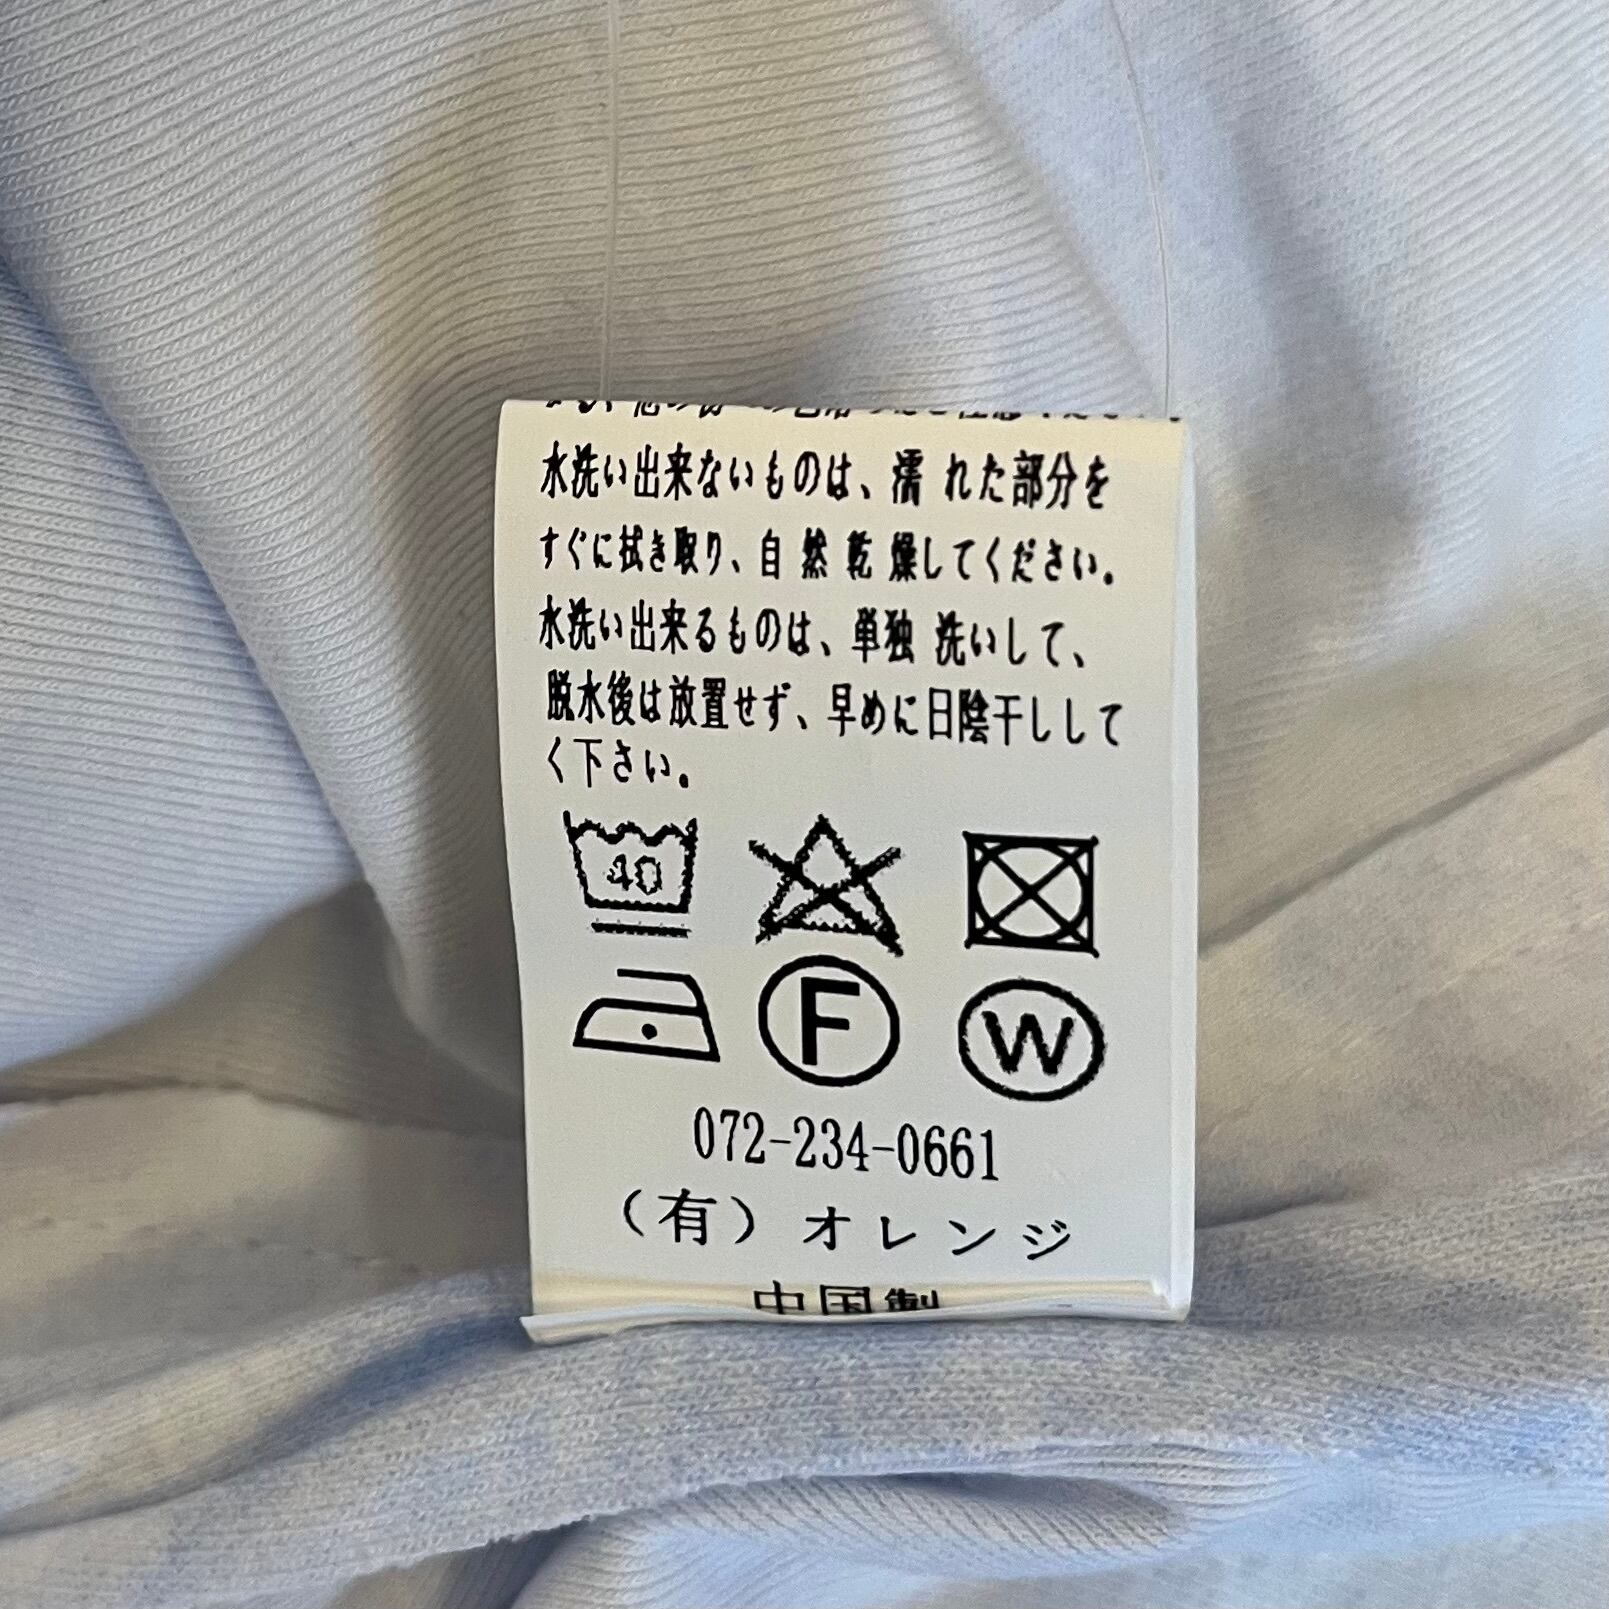 水洗い出来ないものは、濡れた部分を
すぐに拭き取り、自然乾燥してください。
水洗い出来るものは、単独洗いして、
脱水後は放置せず、早めに日陰干しして
く下さい。
40
F W
072-234-0661
(有)オレンジ
中国製